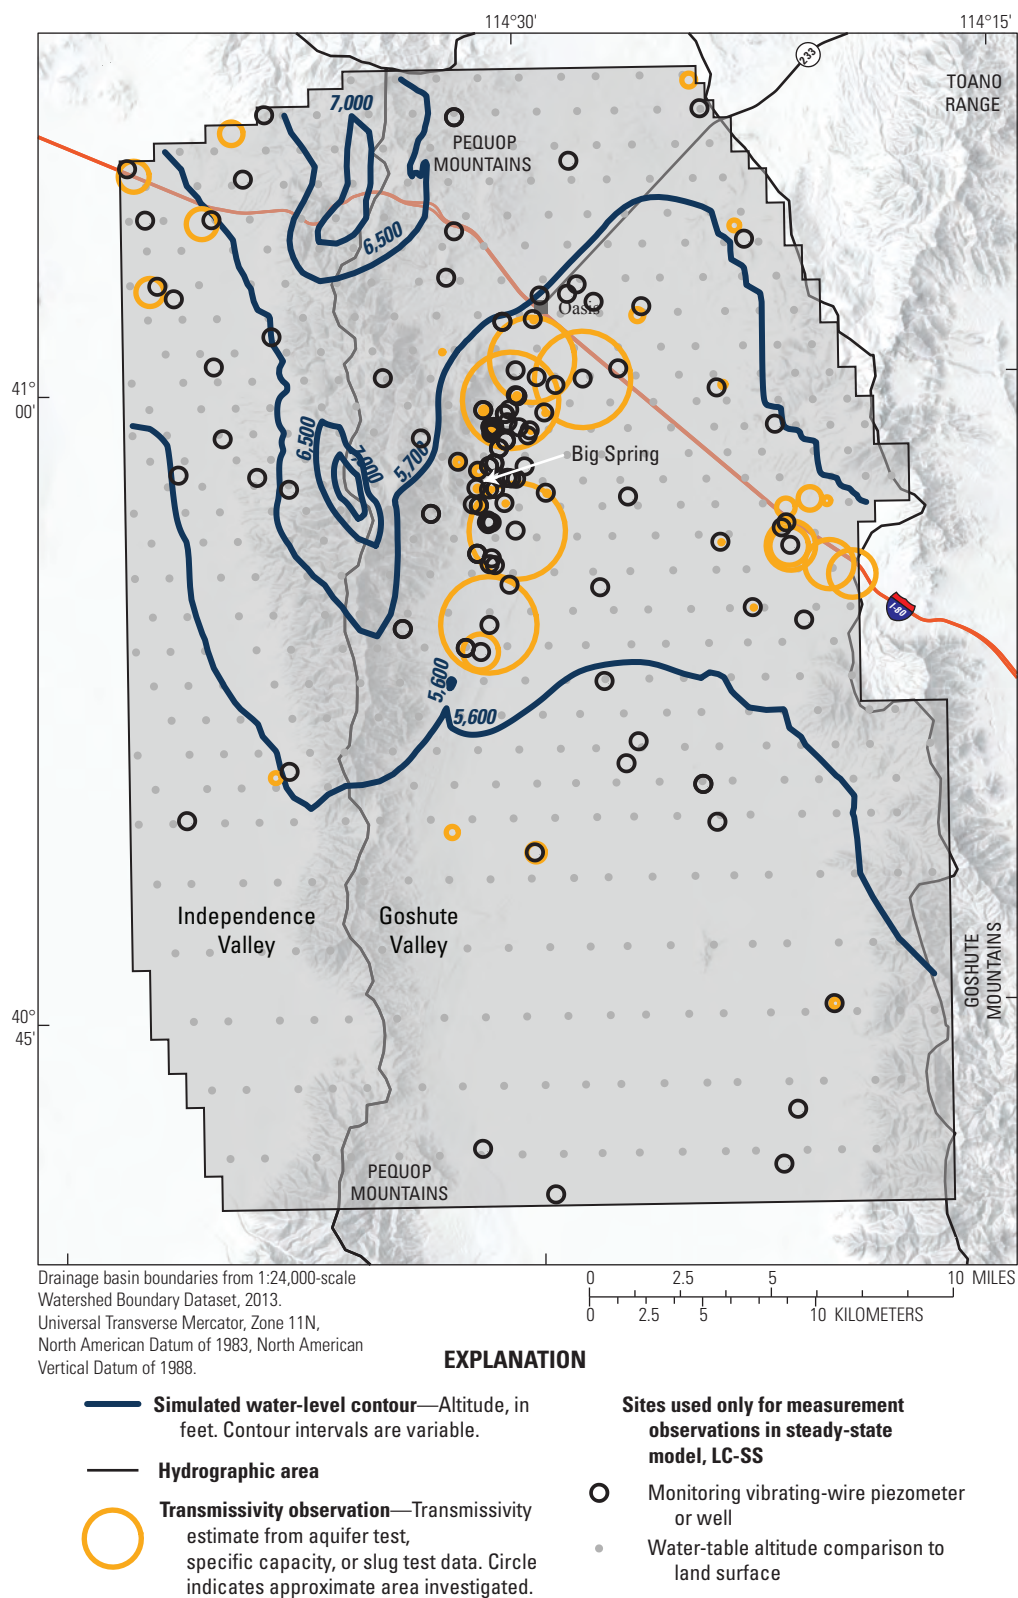 114°30'
114°15'
233
TOANO
RANGE
7,000
PEQUOP
MOUNTAINS
6,500
Oasis
41°
00'
6,500
7,000
5,700
Big Spring
I-80
5,600
5,600
Independence
Valley
Goshute
Valley
GOSHUTE
MOUNTAINS
40°
45'
PEQUOP
MOUNTAINS
Drainage basin boundaries from 1:24,000-scale
Watershed Boundary Dataset, 2013.
Universal Transverse Mercator, Zone 11N,
North American Datum of 1983, North American
Vertical Datum of 1988.
0 2.5 5 10 MILES
0 2.5 5 10 KILOMETERS
EXPLANATION
Simulated water-level contour—Altitude, in
feet. Contour intervals are variable.
Hydrographic area
Transmissivity observation—Transmissivity
estimate from aquifer test,
specific capacity, or slug test data. Circle
indicates approximate area investigated.
Sites used only for measurement
observations in steady-state
model, LC-SS
Monitoring vibrating-wire piezometer
or well
Water-table altitude comparison to
land surface